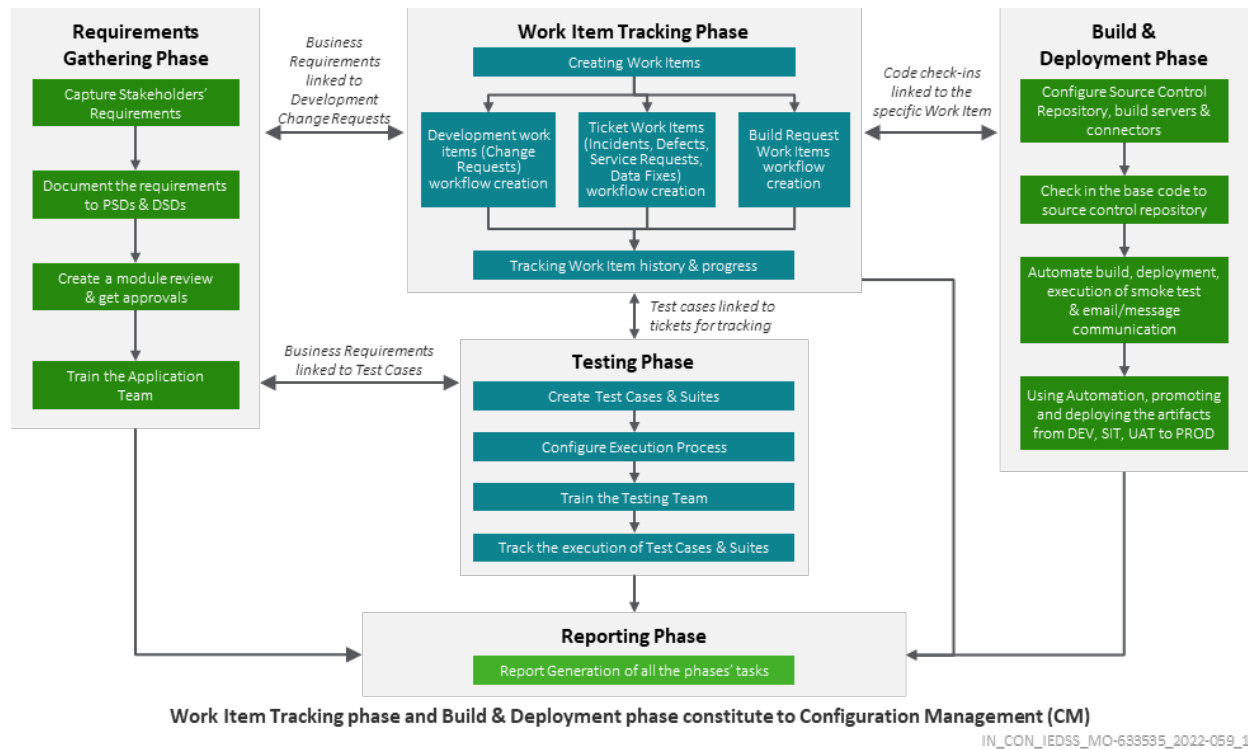 Requirements
Gathering Phase
Capture Stakeholders'
Requirements
Document the requirements
to PSDs & DSDs
Create a module review
& get approvals
Train the Application
Team
Business
Requirements
linked to
Development
Change Requests
Work Item Tracking Phase
Creating Work Items
Development work
items (Change
Requests)
workflow creation
Ticket Work Items
(Incidents, Defects,
Service Requests,
Data Fixes)
workflow creation
Build Request
Work Items
workflow
creation
Tracking Work Item history & progress
Code check-ins
linked to the
specific Work Item
Build &
Deployment Phase
Configure Source Control
Repository, build servers &
connectors
Check in the base code to
source control repository
Automate build, deployment,
execution of smoke test
& email/message
communication
Using Automation, promoting
and deploying the artifacts
from DEV, SIT, UAT to PROD
Test cases linked to
tickets for tracking
Business Requirements
linked to Test Cases
Testing Phase
Create Test Cases & Suites
Configure Execution Process
Train the Testing Team
Track the execution of Test Cases & Suites
Reporting Phase
Report Generation of all the phases' tasks
Work Item Tracking phase and Build & Deployment phase constitute to Configuration Management (CM)
IN_CON_IEDSS_MO-633535_2022-059_1